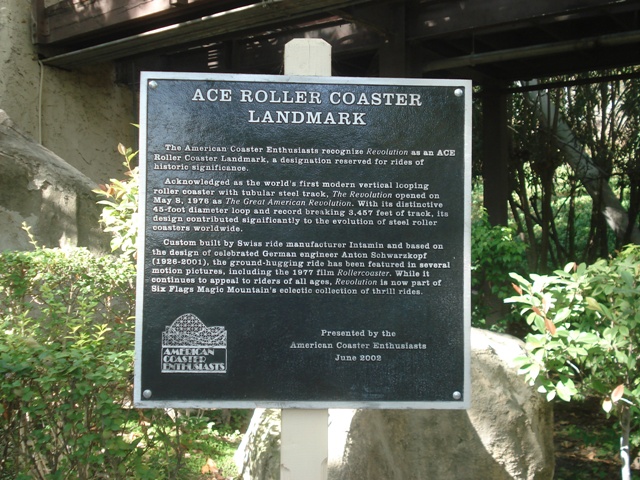 ACE ROLLER COASTER
LANDMARK
The American Coaster Enthusiasts recognize Revolution as an ACE
Roller Coaster Landmark, a designation reserved for rides of
historic significance.
Acknowledged as the world's first modern vertical looping
roller coaster with tubular steel track, The Revolution opened on
May 8, 1976 as The Great American Revolution. With its distinctive
45-foot diameter loop and record breaking 3,457 feet of track, its
design contributed significantly to the evolution of steel roller
coasters worldwide.
Custom built by Swiss ride manufacturer Intamin and based on
the design of celebrated German engineer Anton Schwarzkopf
(1928-2001), the ground-hugging ride has been featured in several
motion pictures, including the 1977 film Rollercoaster. While it
continues to appeal to riders of all ages, Revolution is now part of
Six Flags Magic Mountain's eclectic collection of thrill rides.
Presented by the
American Coaster Enthusiasts
June 2002
AMERICAN
COASTER
ENTHUSIASTS